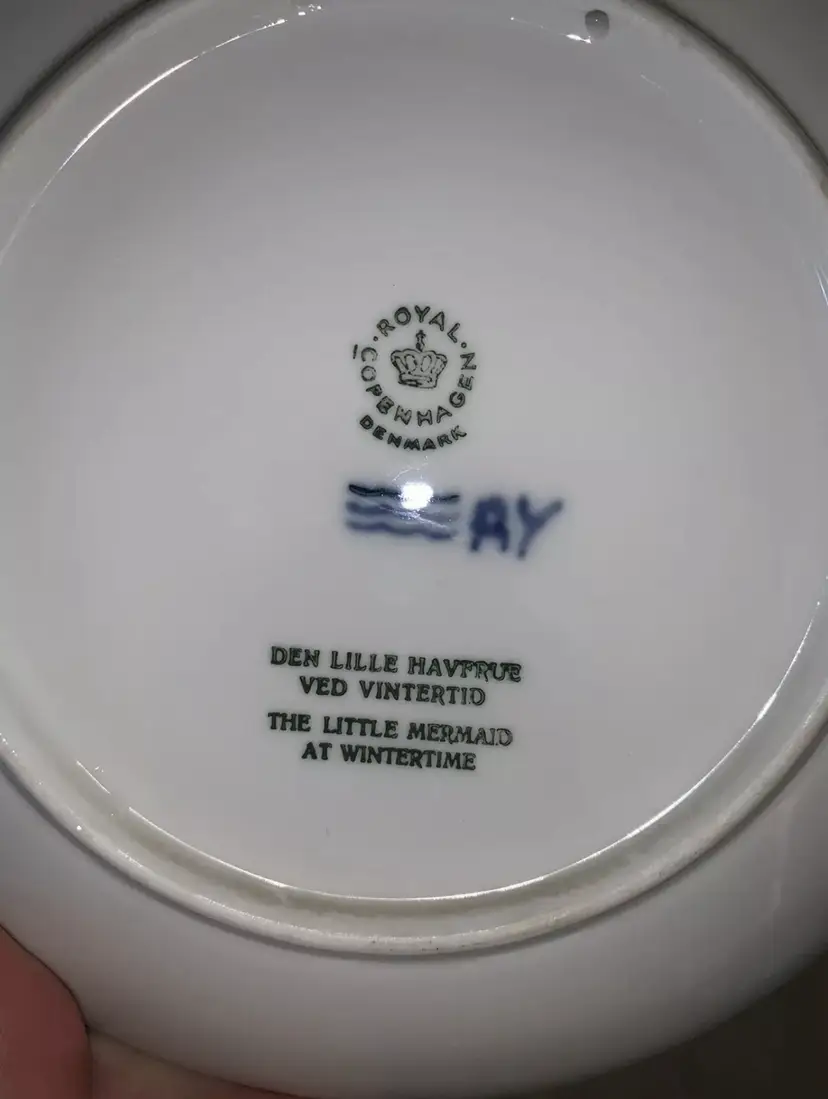 ROYAL
COPENHAGEN
DENMARK
AY
DEN LILLE HAVFRUE
VED VINTERTID
THE LITTLE MERMAID
AT WINTERTIME